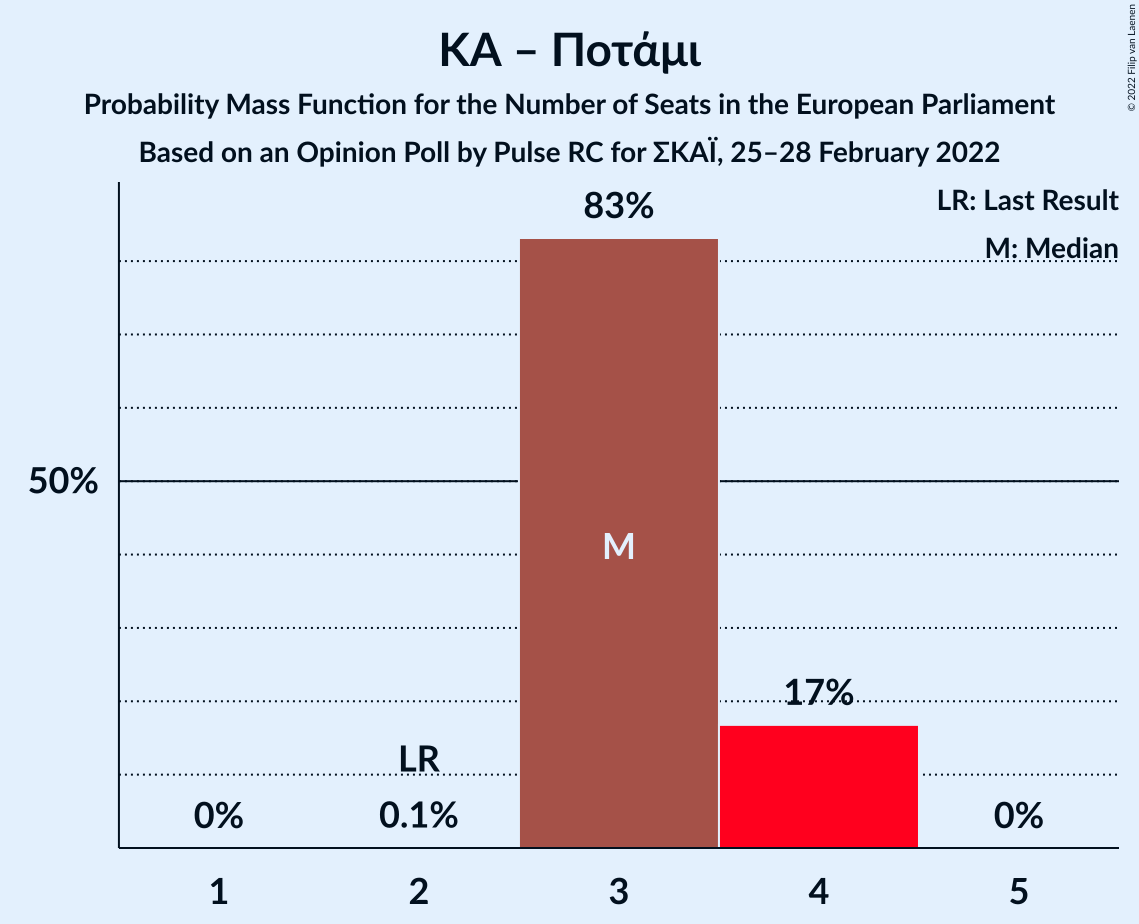 ΚΑ – Ποτάμι
Probability Mass Function for the Number of Seats in the European Parliament
Based on an Opinion Poll by Pulse RC for ΣΚΑΪ, 25–28 February 2022
© 2022 Filip van Laenen
LR: Last Result
M: Median
83%
50%
M
17%
LR
0%
0.1%
0%
1
2
3
4
5